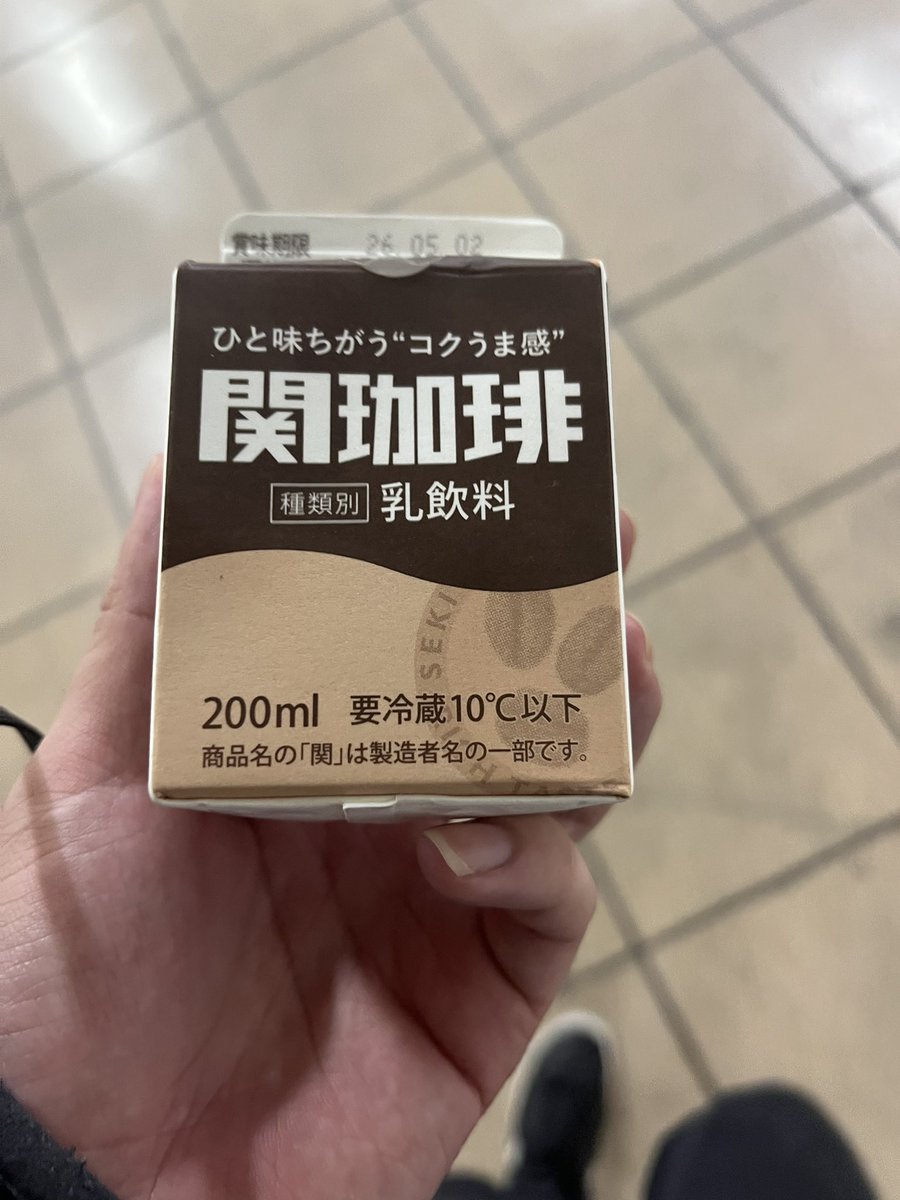 賞味期限 26.05.02
ひと味ちがう“コクうま感”
関珈琲
種類別 乳飲料
SEKI
200ml 要冷蔵10℃以下
商品名の「関」は製造者名の一部です。